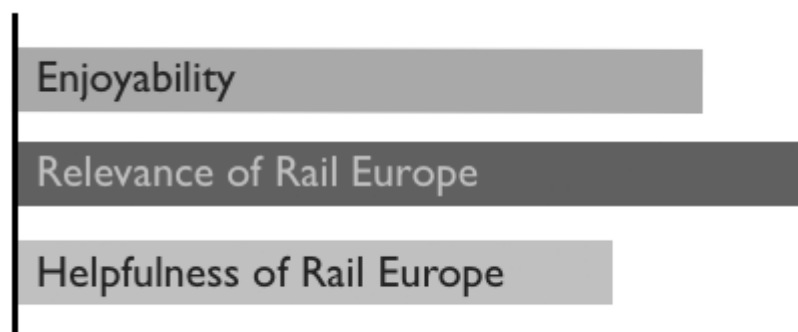 Enjoyability
Relevance of Rail Europe
Helpfulness of Rail Europe